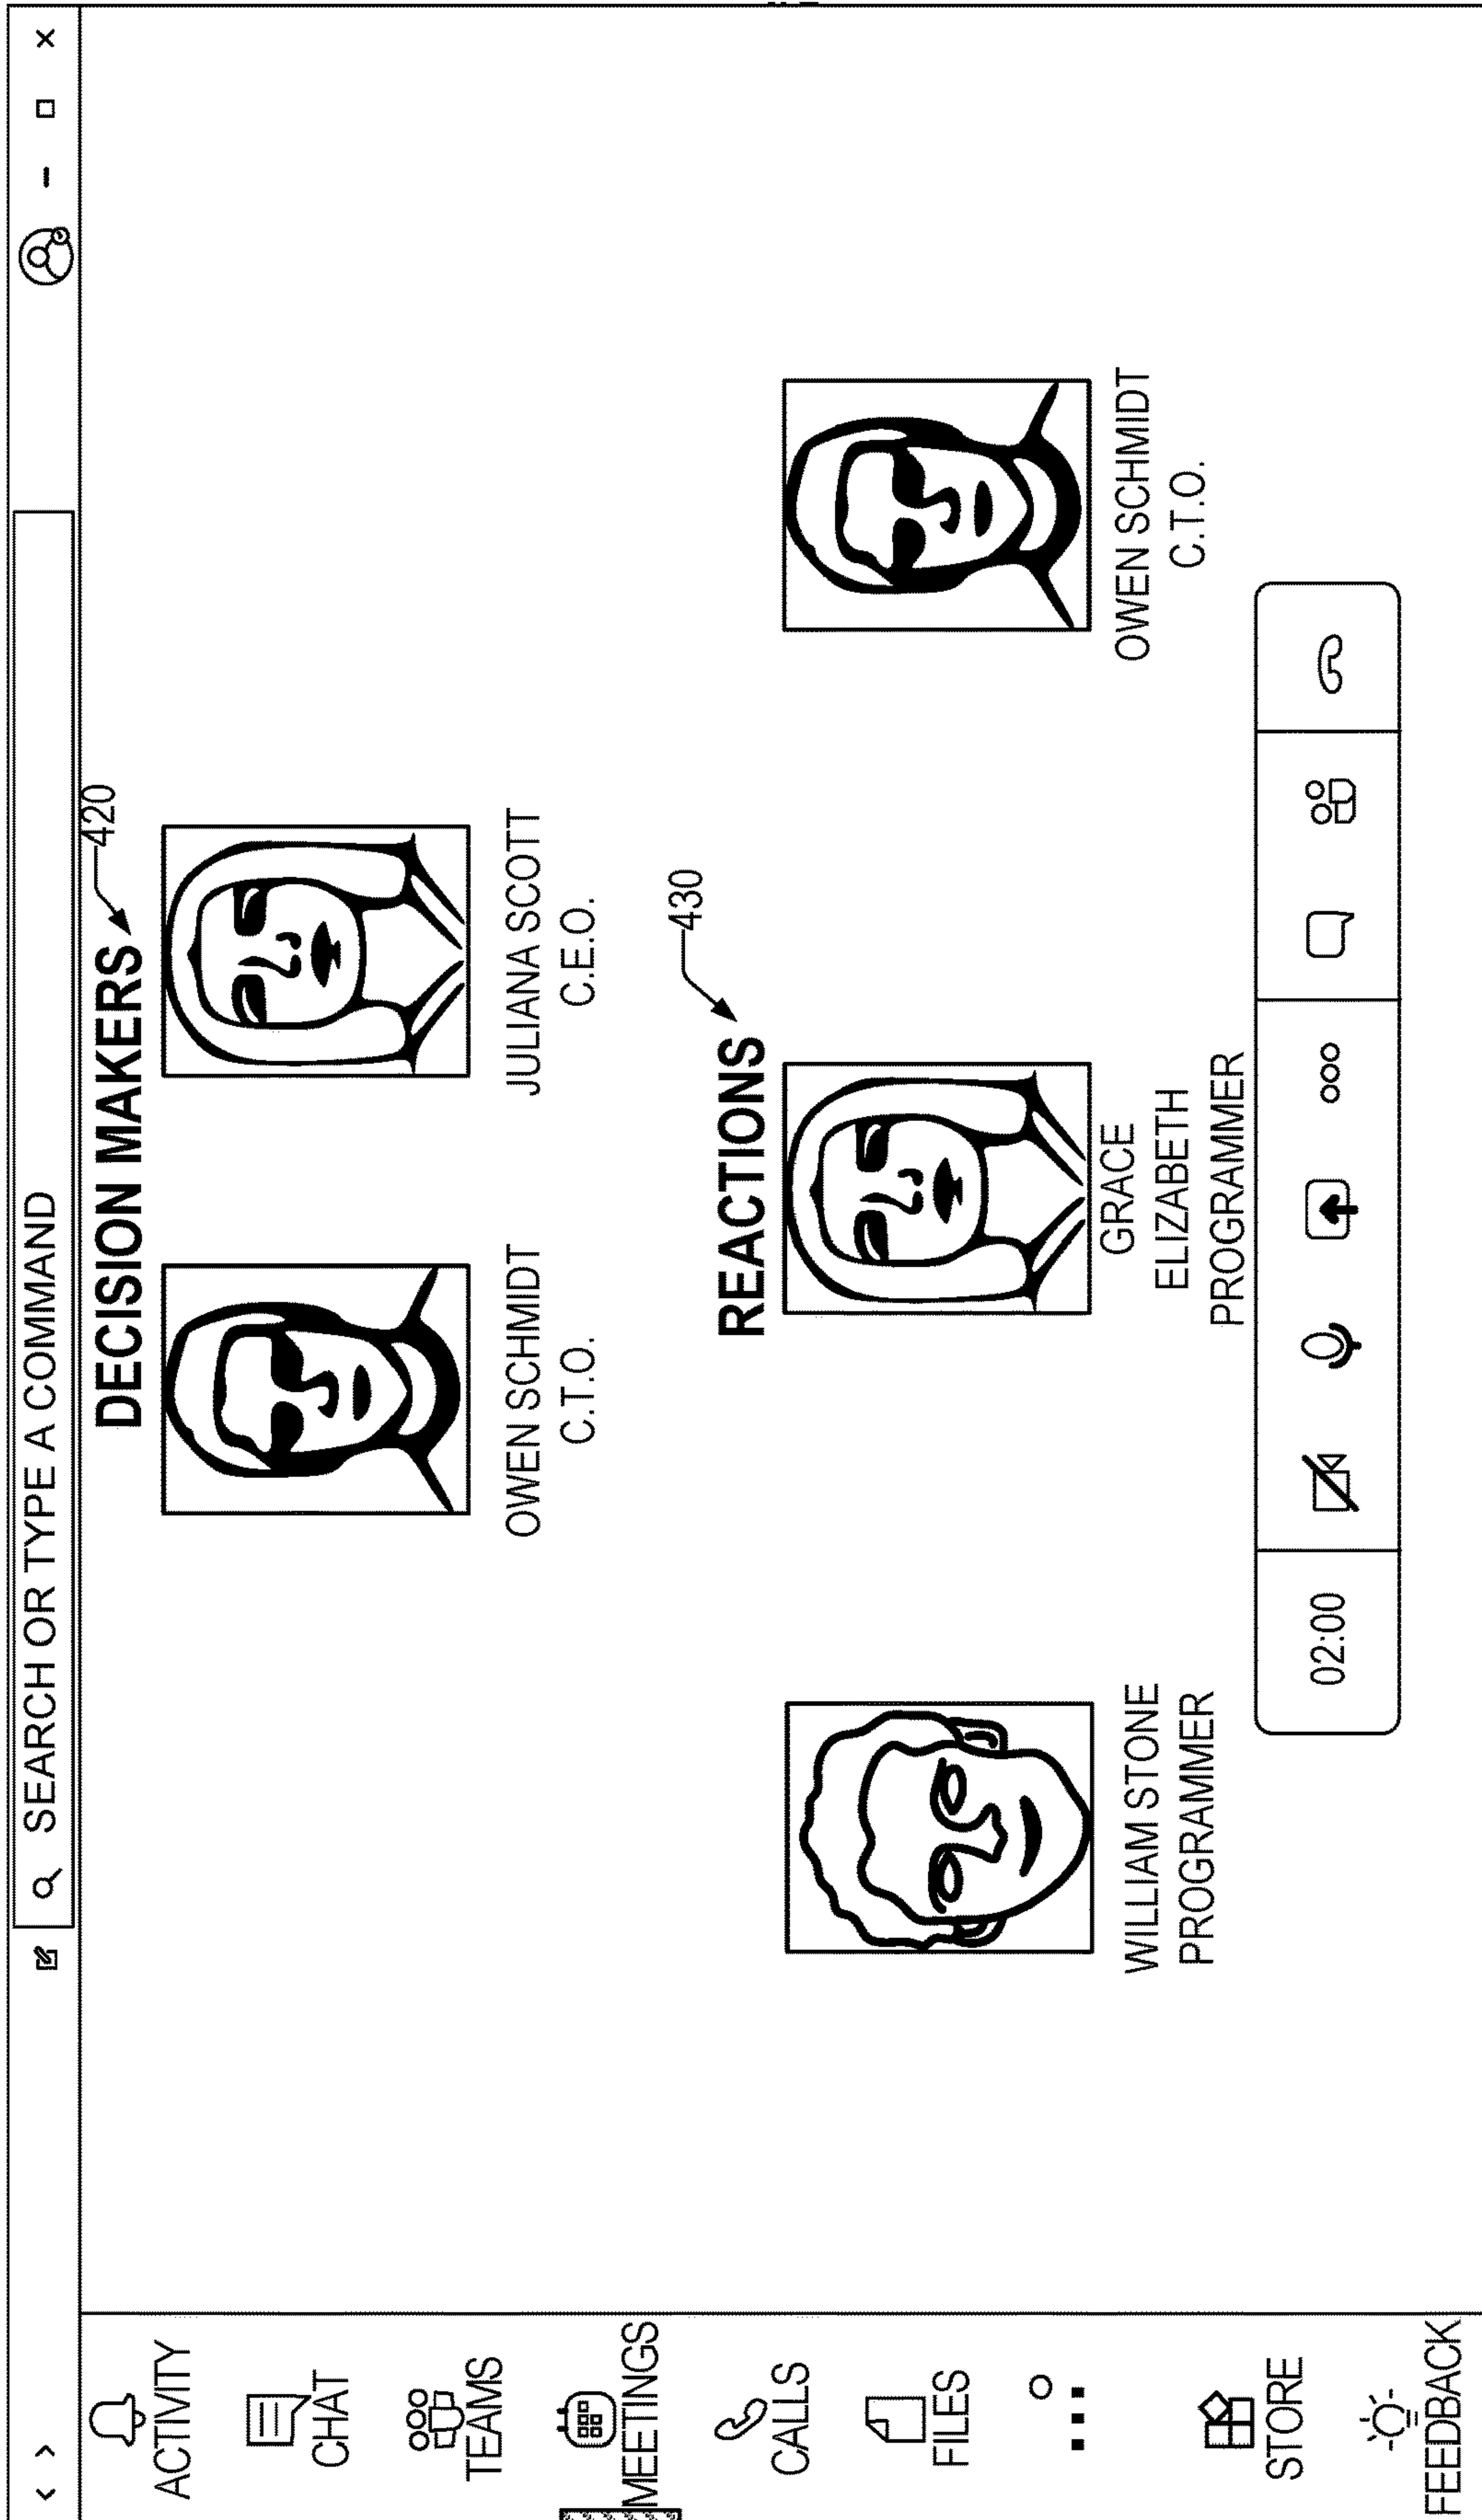 SEARCH OR TYPE A COMMAND
ACTIVITY
CHAT
TEAMS
MEETINGS
CALLS
FILES
STORE
FEEDBACK
DECISION MAKERS
420
OWEN SCHMIDT
C.T.O.
JULIANA SCOTT
C.E.O.
REACTIONS
430
WILLIAM STONE
PROGRAMMER
GRACE
ELIZABETH
PROGRAMMER
OWEN SCHMIDT
C.T.O.
02:00